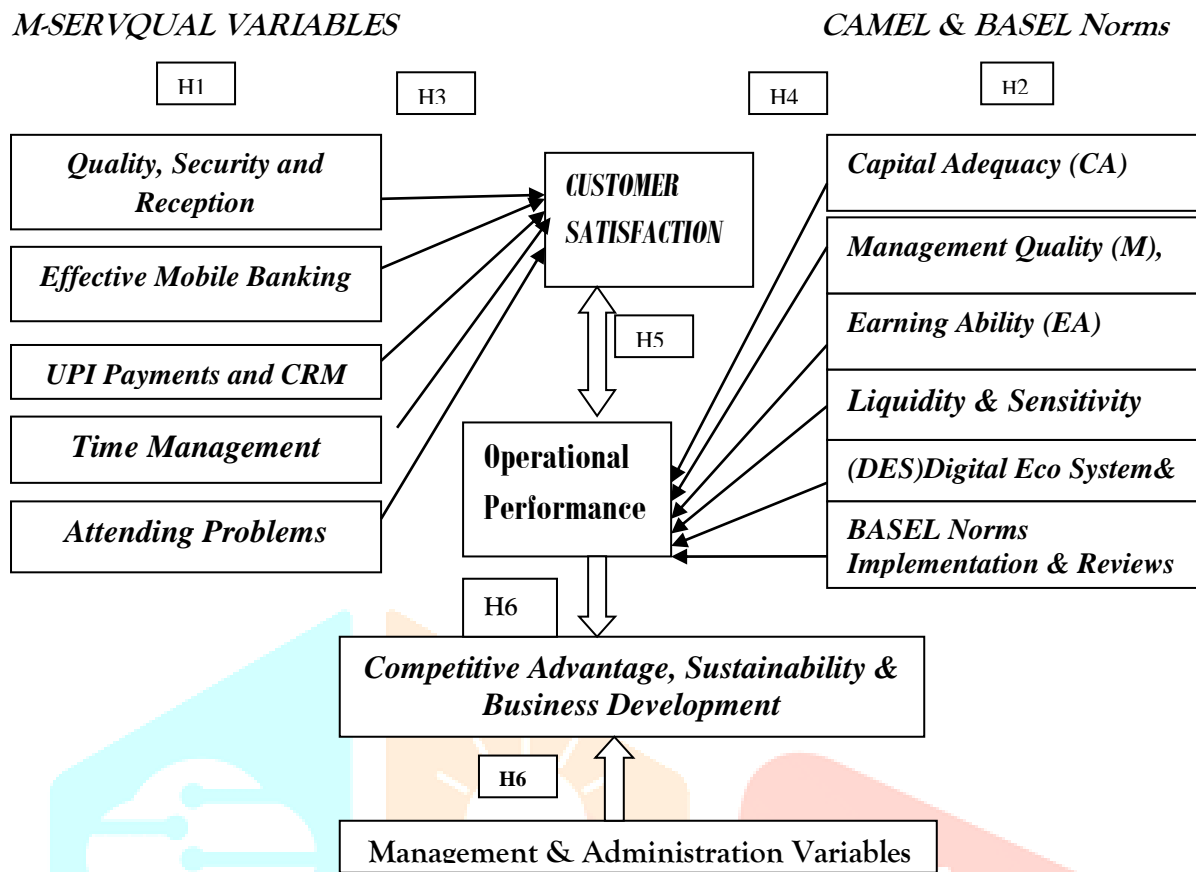 M-SERVQUAL VARIABLES
CAMEL & BASEL Norms
H1
H3
H4
H2
Quality, Security and
Reception
Effective Mobile Banking
UPI Payments and CRM
Time Management
Attending Problems
CUSTOMER
SATISFACTION
H5
Operational
Performance
Capital Adequacy (CA)
Management Quality (M),
Earning Ability (EA)
Liquidity & Sensitivity
(DES)Digital Eco System&
BASEL Norms
Implementation & Reviews
H6
Competitive Advantage, Sustainability &
Business Development
H6
Management & Administration Variables